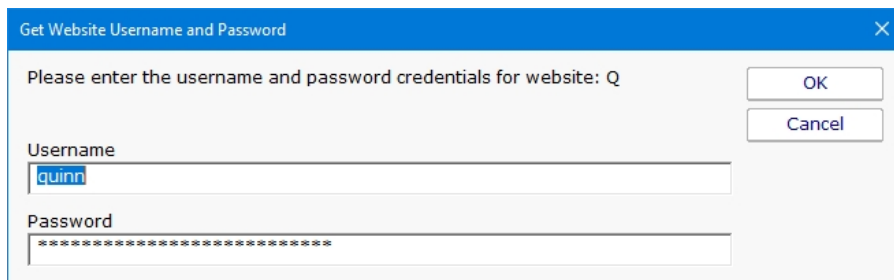 Get Website Username and Password
Please enter the username and password credentials for website: Q
OK
Cancel
Username
quinn
Password
***************************